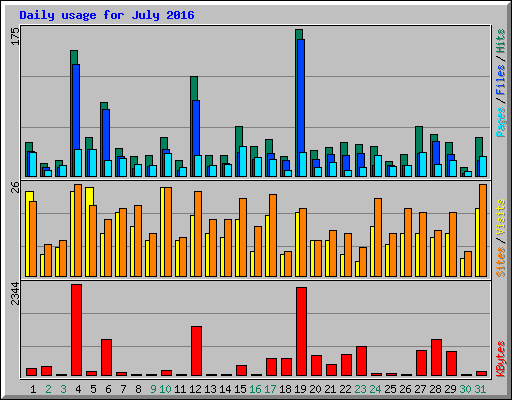 Daily usage for July 2016
175
Pages / Files / Hits
26
Sites / Visits
2344
KBytes
1 2 3 4 5 6 7 8 9 10 11 12 13 14 15 16 17 18 19 20 21 22 23 24 25 26 27 28 29 30 31